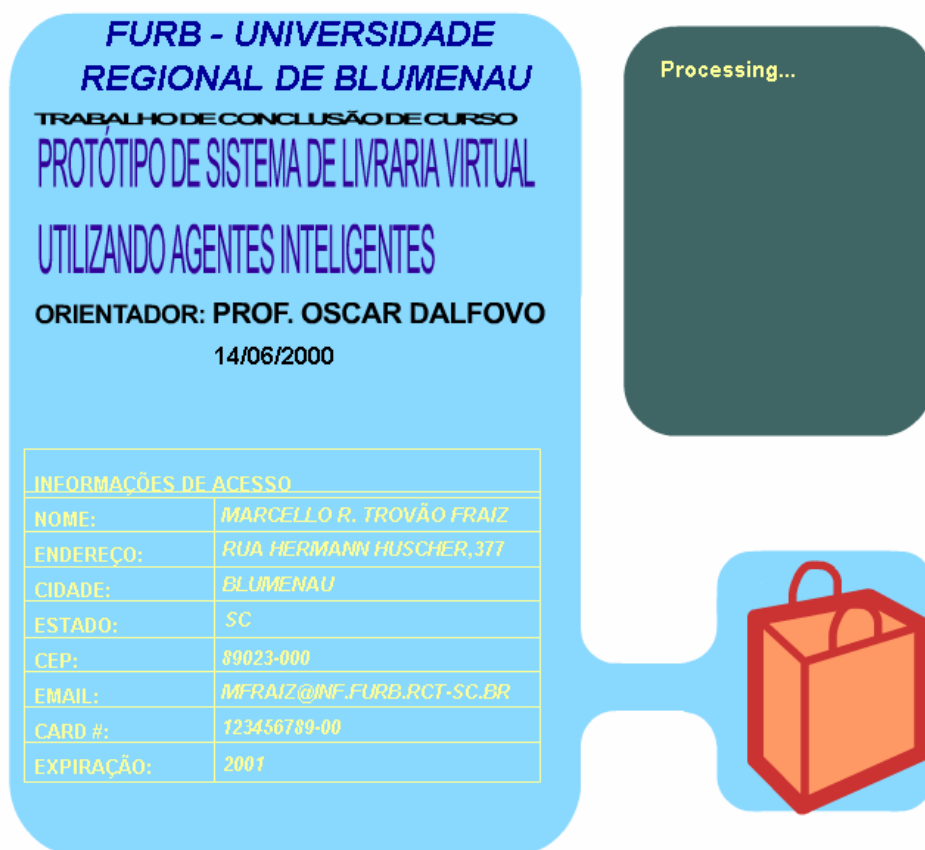 FURB - UNIVERSIDADE
REGIONAL DE BLUMENAU
TRABALHO DE CONCLUSÃO DE CURSO
PROTÓTIPO DE SISTEMA DE LIVRARIA VIRTUAL
UTILIZANDO AGENTES INTELIGENTES
ORIENTADOR: PROF. OSCAR DALFOVO
14/06/2000
Processing...
INFORMAÇÕES DE ACESSO
NOME: MARCELLO R. TROVÃO FRAIZ
ENDEREÇO: RUA HERMANN HUSCHER,377
CIDADE: BLUMENAU
ESTADO: SC
CEP: 89023-000
EMAIL: MFRAIZ@INF.FURB.RCT-SC.BR
CARD #: 123456789-00
EXPIRAÇÃO: 2001